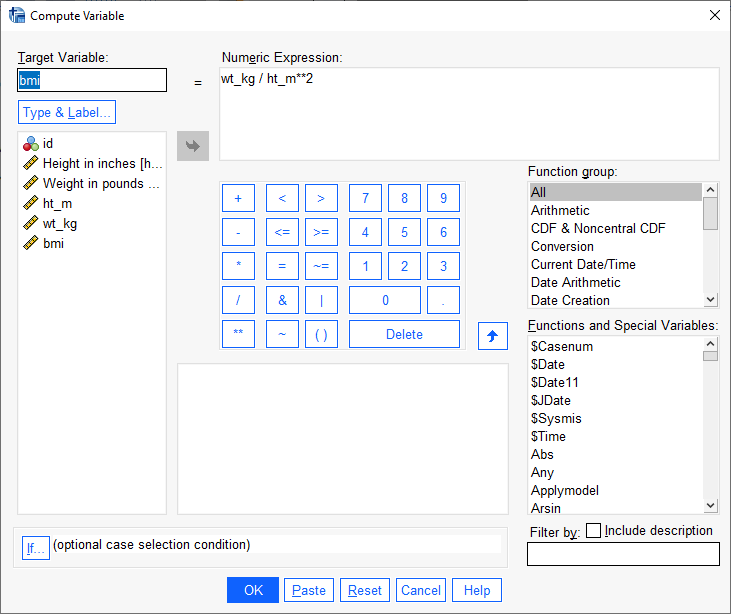 Compute Variable
Target Variable:
bmi
=
Numeric Expression:
wt_kg / ht_m**2
Type & Label...
id
Height in inches [h...
Weight in pounds ...
ht_m
wt_kg
bmi
+ < > 7 8 9
- <= >= 4 5 6
* = ~= 1 2 3
/ & | 0 .
** ~ ( ) Delete
Function group:
All
Arithmetic
CDF & Noncentral CDF
Conversion
Current Date/Time
Date Arithmetic
Date Creation
Functions and Special Variables:
$Casenum
$Date
$Date11
$JDate
$Sysmis
$Time
Abs
Any
Applymodel
Arsin
Filter by: Include description
If... (optional case selection condition)
OK Paste Reset Cancel Help